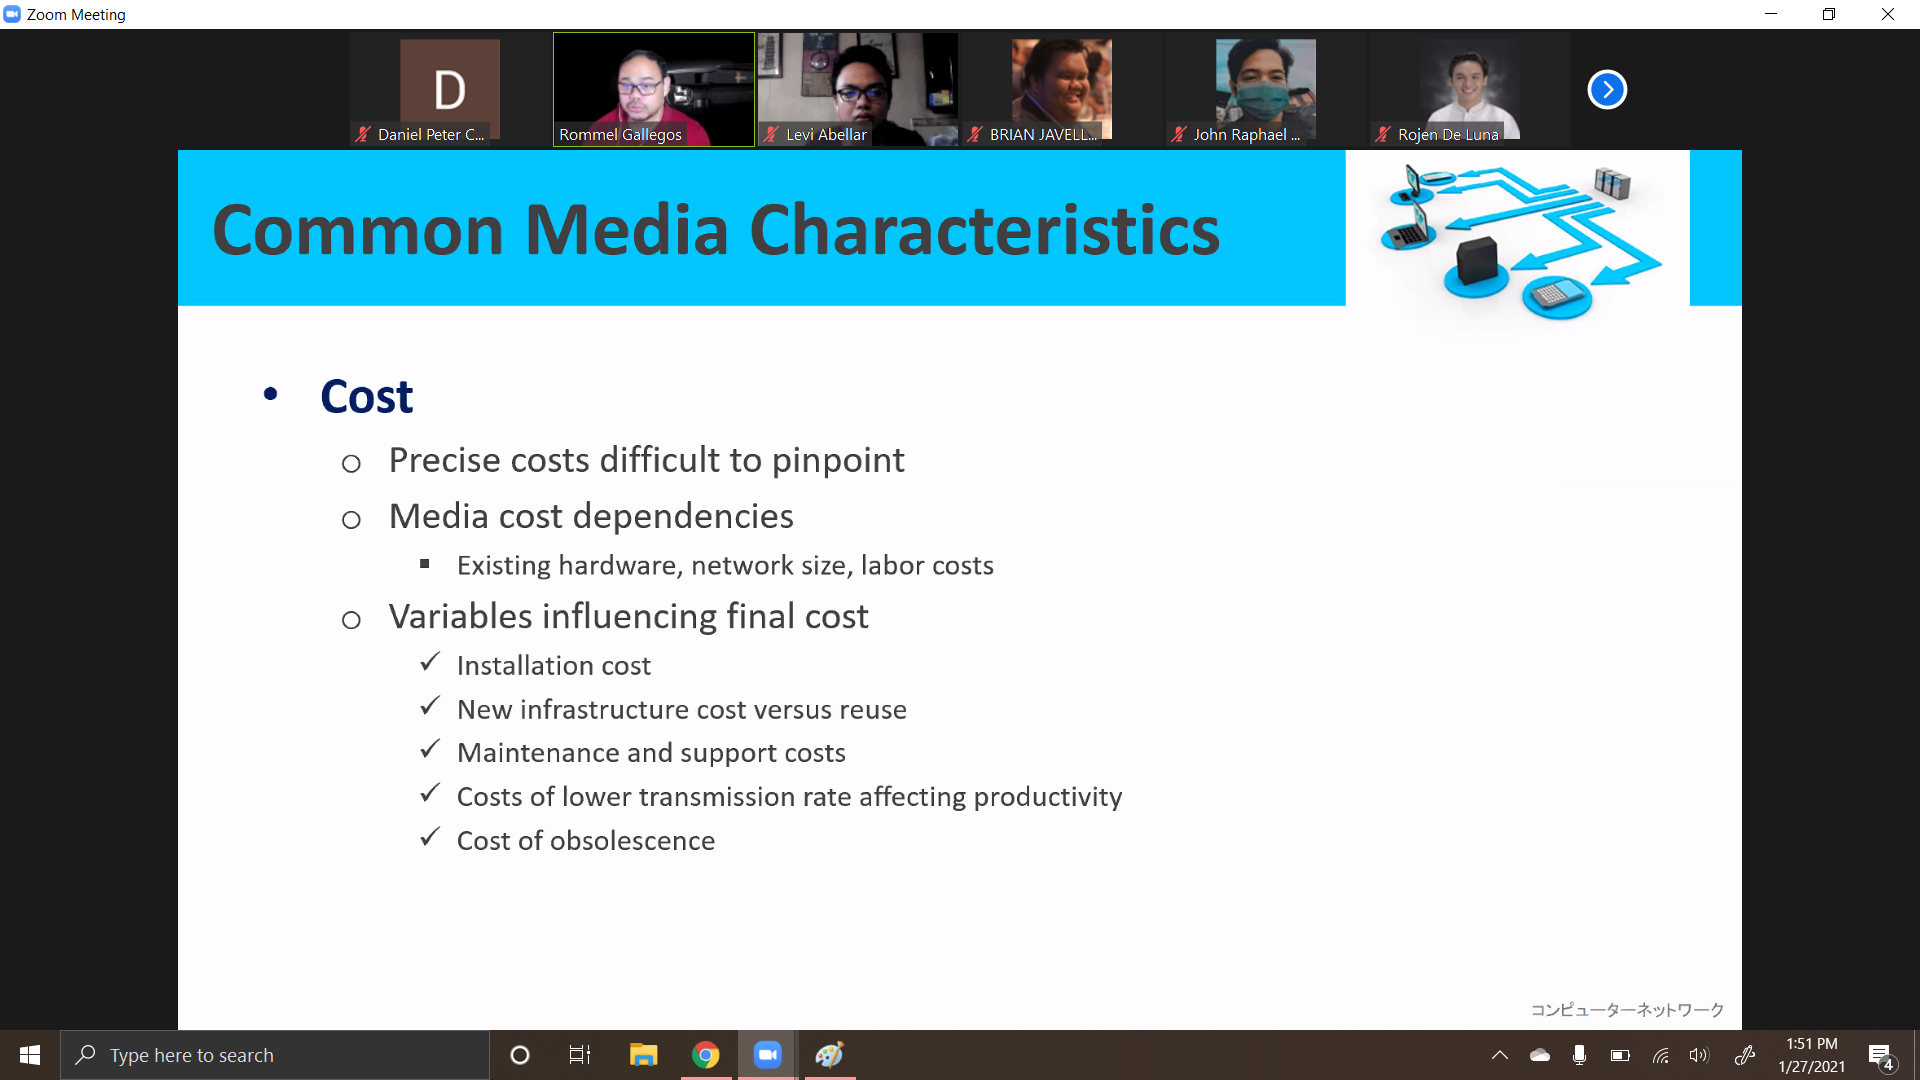 Zoom Meeting
D
Daniel Peter C...
Rommel Gallegos
Levi Abellar
BRIAN JAVELL...
John Raphael ...
Rojen De Luna
Common Media Characteristics
• Cost
o Precise costs difficult to pinpoint
o Media cost dependencies
▪ Existing hardware, network size, labor costs
o Variables influencing final cost
✓ Installation cost
✓ New infrastructure cost versus reuse
✓ Maintenance and support costs
✓ Costs of lower transmission rate affecting productivity
✓ Cost of obsolescence
コンピューターネットワーク
Type here to search
1:51 PM
1/27/2021
4